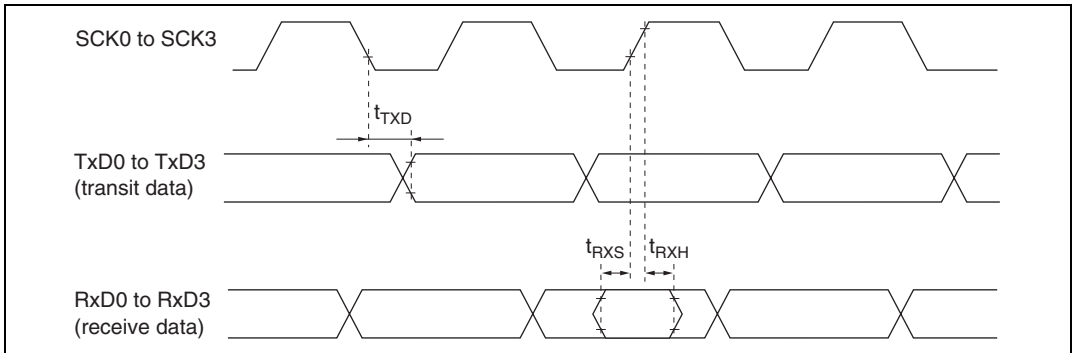 SCK0 to SCK3
tTXD
TxD0 to TxD3
(transit data)
tRXS
tRXH
RxD0 to RxD3
(receive data)